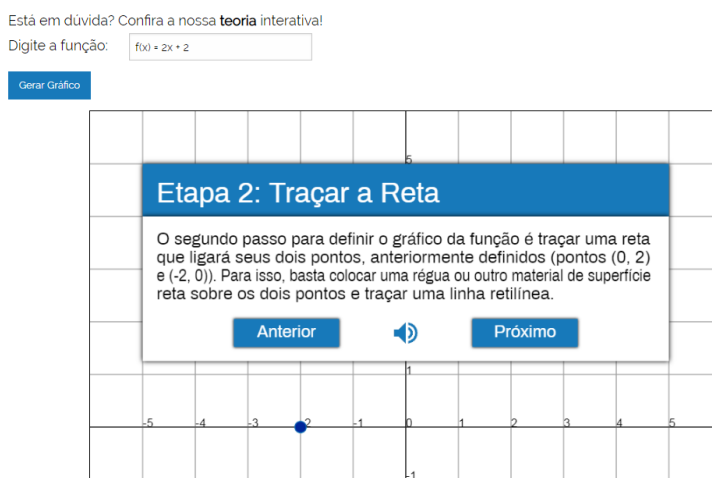 Está em dúvida? Confira a nossa teoria interativa!
Digite a função: f(x) = 2x + 2
Gerar Gráfico
5
Etapa 2: Traçar a Reta
O segundo passo para definir o gráfico da função é traçar uma reta
que ligará seus dois pontos, anteriormente definidos (pontos (0, 2)
e (-2, 0)). Para isso, basta colocar uma régua ou outro material de superfície
reta sobre os dois pontos e traçar uma linha retilínea.
Anterior Próximo
1
-5 -4 -3 -2 -1 0 1 2 3 4 5
-1